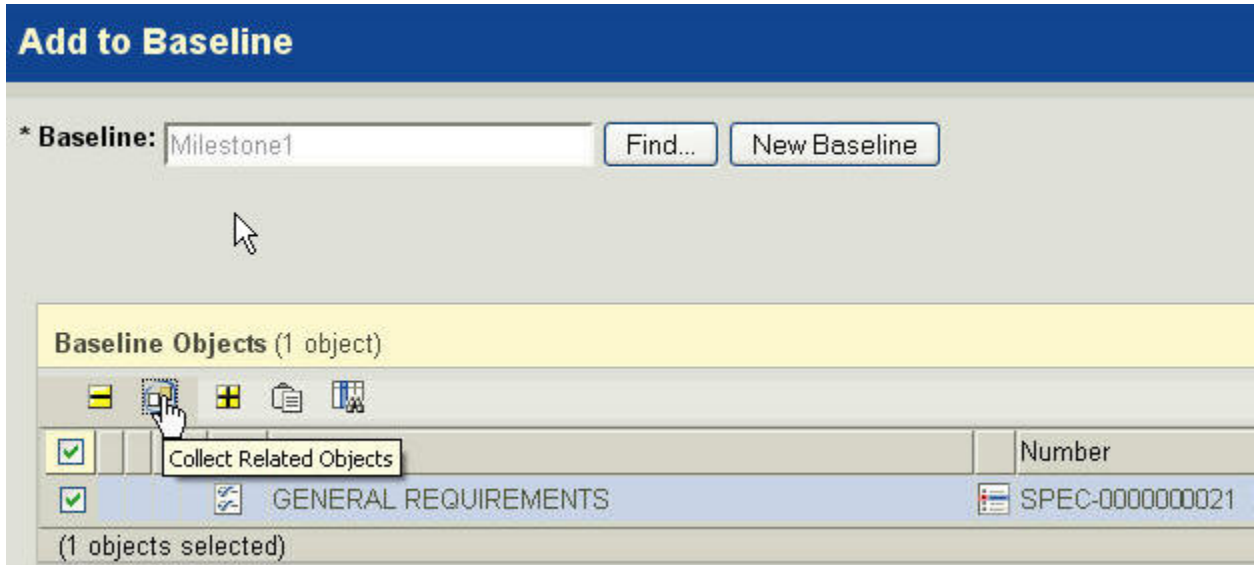 Add to Baseline
* Baseline: Milestone1 Find... New Baseline
Baseline Objects (1 object)
Collect Related Objects Number
GENERAL REQUIREMENTS SPEC-0000000021
(1 objects selected)